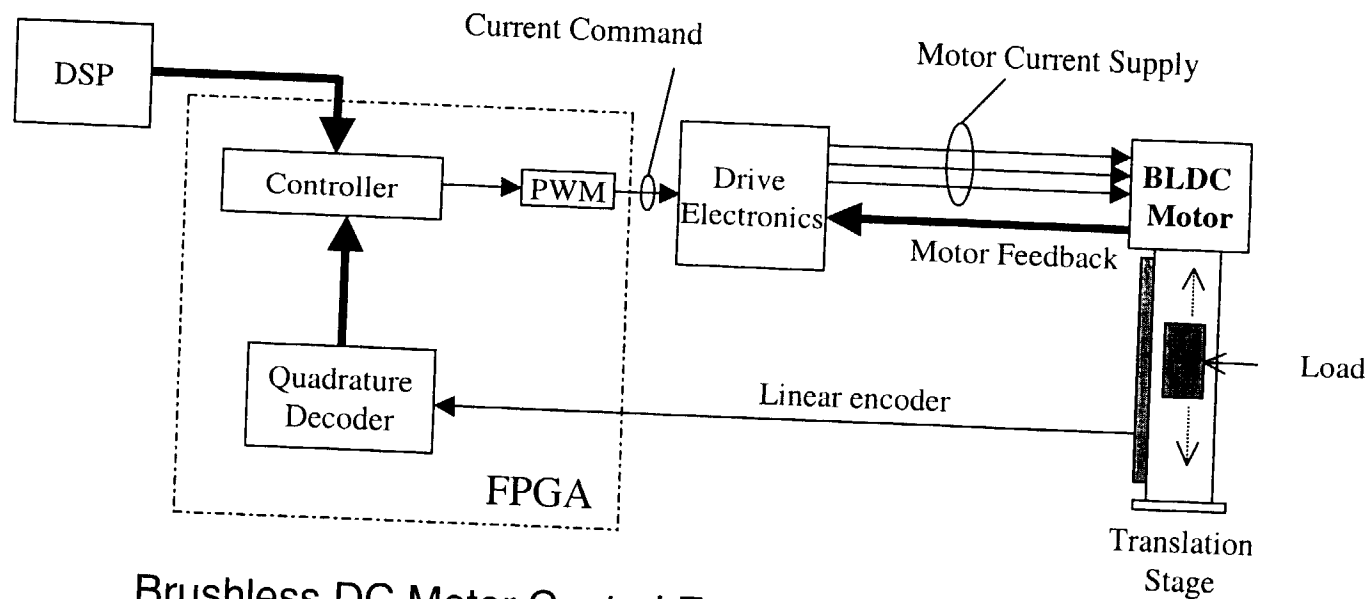 Current Command
Motor Current Supply
DSP
Controller
PWM
Drive
Electronics
BLDC
Motor
Motor Feedback
Quadrature
Decoder
Linear encoder
Load
FPGA
Translation
Stage
Brushless DC Motor Control